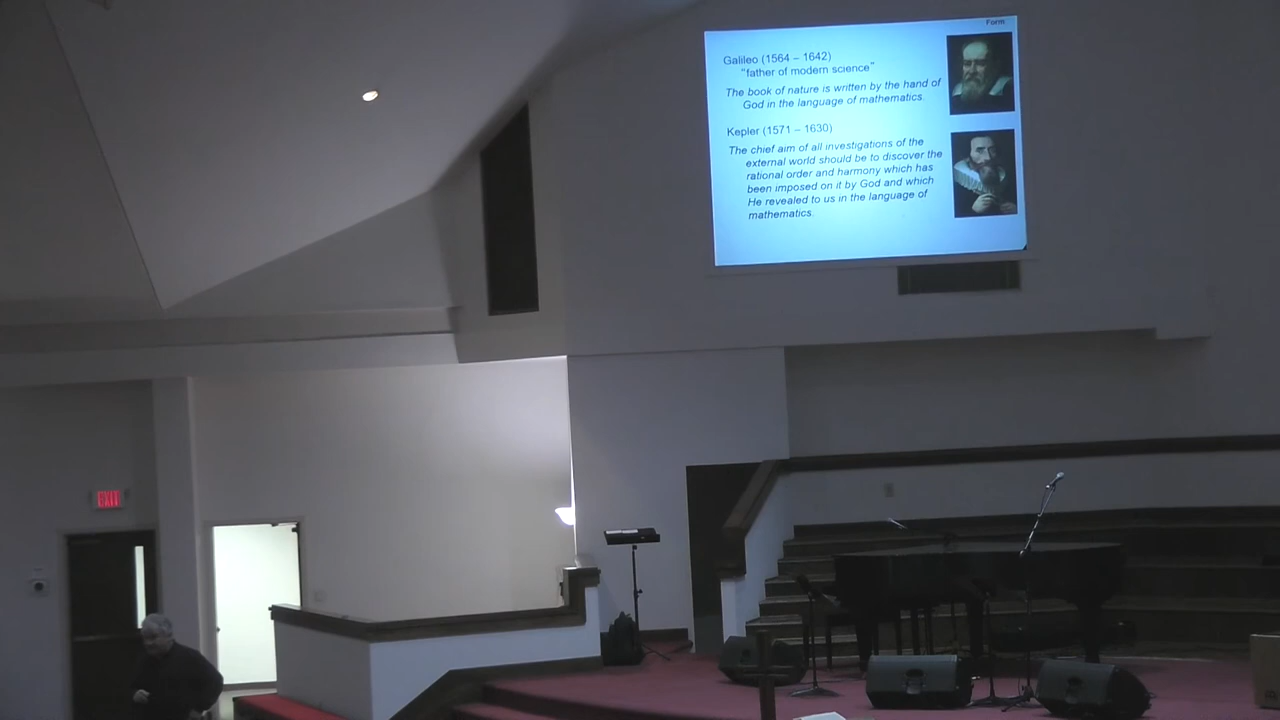 Form
Galileo (1564 – 1642)
"father of modern science"
The book of nature is written by the hand of
God in the language of mathematics.
Kepler (1571 – 1630)
The chief aim of all investigations of the
external world should be to discover the
rational order and harmony which has
been imposed on it by God and which
He revealed to us in the language of
mathematics.
EXIT